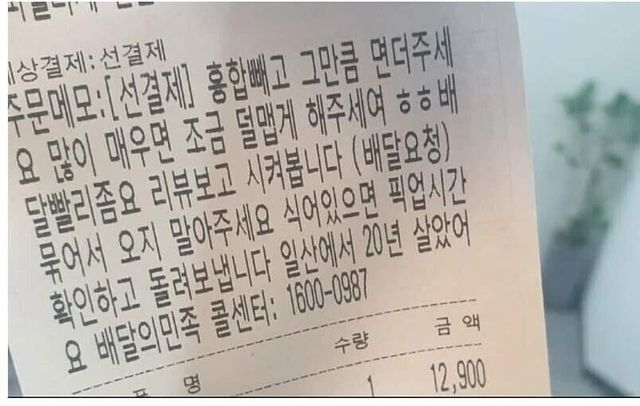 상결제: 선결제
주문메모:[선결제] 홍합빼고 그만큼 면더주세
요 많이 매우면 조금 덜맵게 해주세여 ㅎㅎ배
달빨리좀요 리뷰보고 시켜봅니다 (배달요청)
묶어서 오지 말아주세요 식어있으면 픽업시간
확인하고 돌려보냅니다 일산에서 20년 살았어
요 배달의민족 콜센터: 1600-0987
품 명 수량 금 액
1 12,900